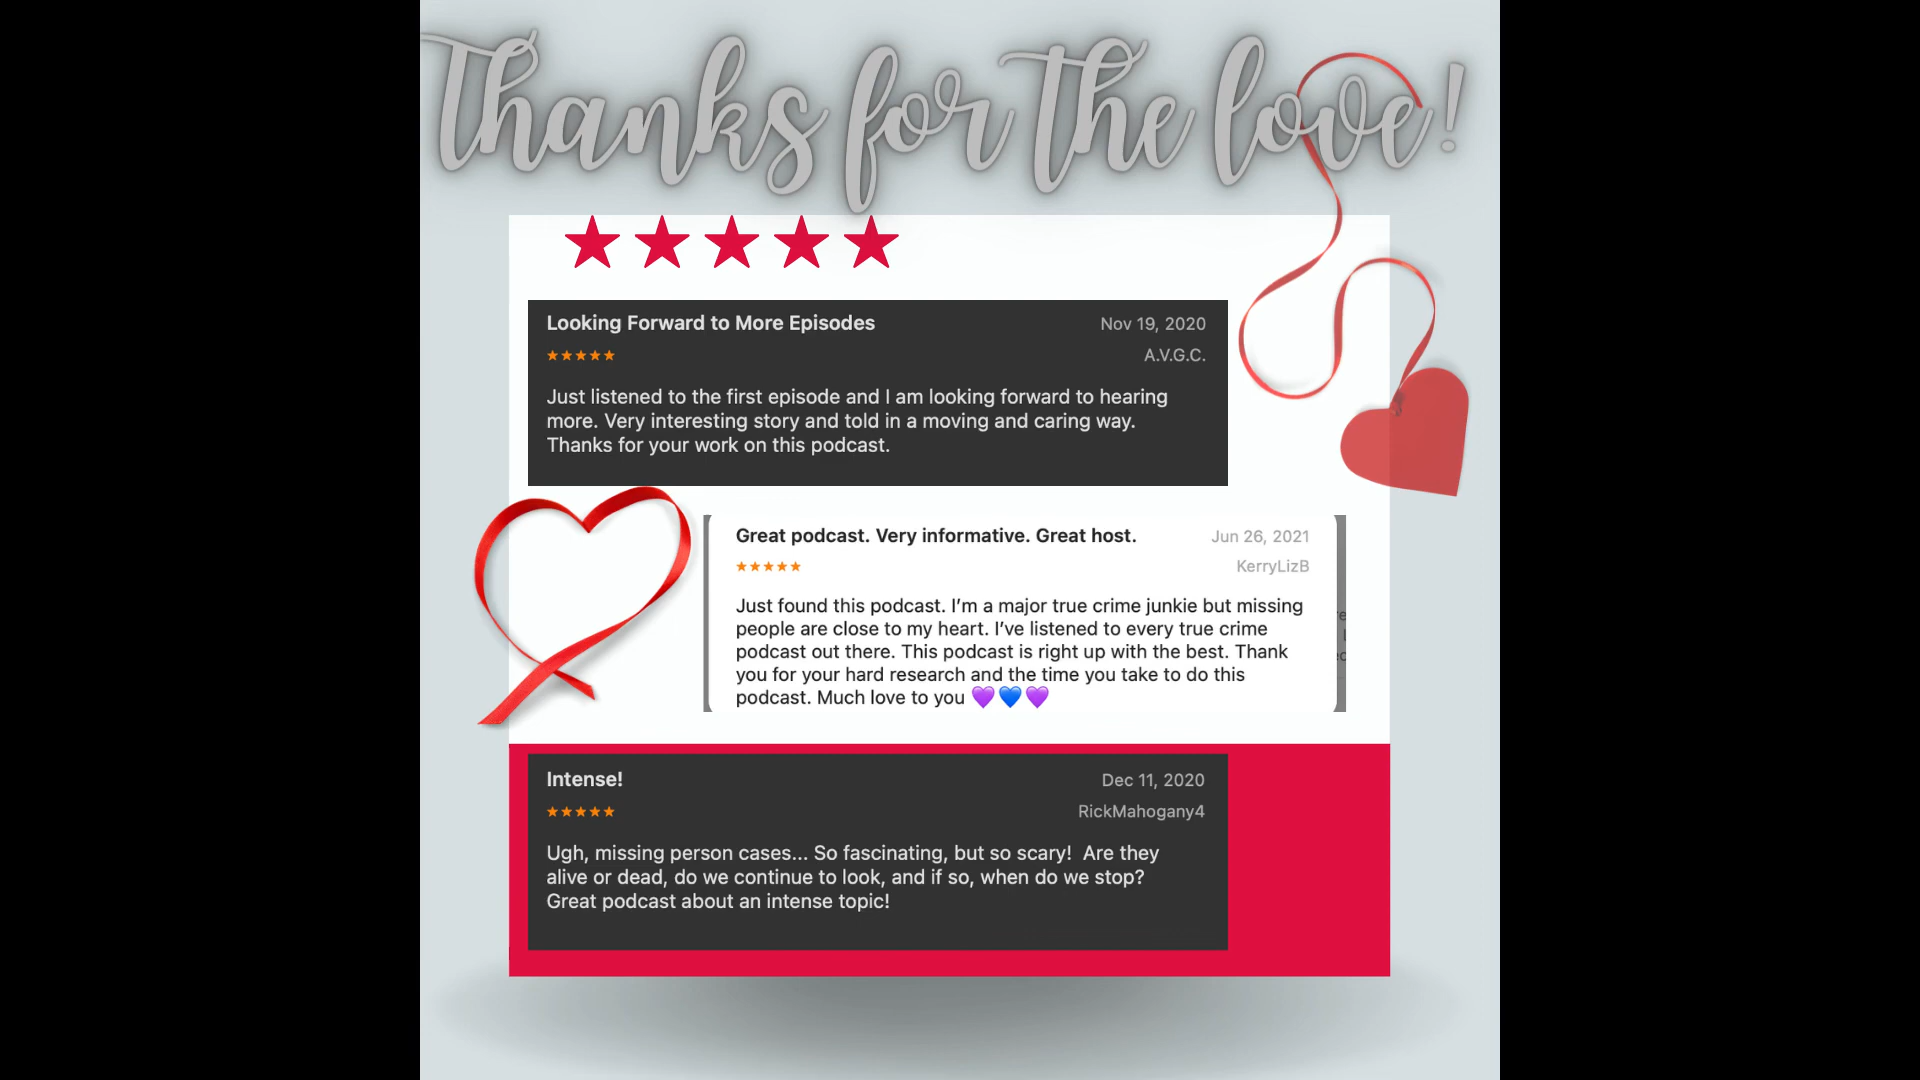 Thanks for the love!
Looking Forward to More Episodes
Nov 19, 2020
A.V.G.C.
Just listened to the first episode and I am looking forward to hearing
more. Very interesting story and told in a moving and caring way.
Thanks for your work on this podcast.
Great podcast. Very informative. Great host.
Jun 26, 2021
KerryLizB
Just found this podcast. I’m a major true crime junkie but missing
people are close to my heart. I’ve listened to every true crime
podcast out there. This podcast is right up with the best. Thank
you for your hard research and the time you take to do this
podcast. Much love to you 💜💙💜
Intense!
Dec 11, 2020
RickMahogany4
Ugh, missing person cases... So fascinating, but so scary!  Are they
alive or dead, do we continue to look, and if so, when do we stop?
Great podcast about an intense topic!